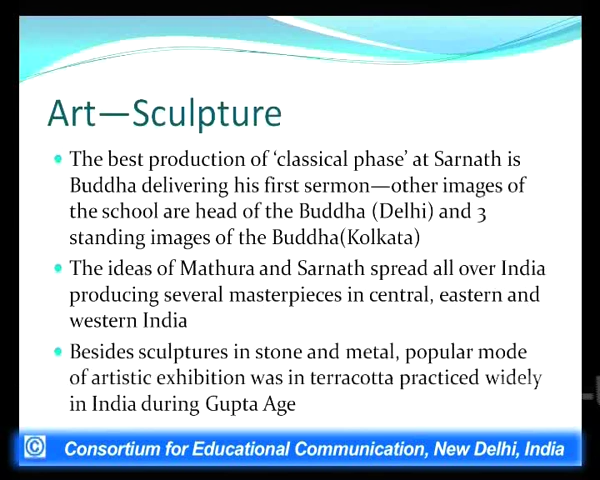 Art—Sculpture
The best production of ‘classical phase’ at Sarnath is
Buddha delivering his first sermon—other images of
the school are head of the Buddha (Delhi) and 3
standing images of the Buddha(Kolkata)
The ideas of Mathura and Sarnath spread all over India
producing several masterpieces in central, eastern and
western India
Besides sculptures in stone and metal, popular mode
of artistic exhibition was in terracotta practiced widely
in India during Gupta Age
© Consortium for Educational Communication, New Delhi, India